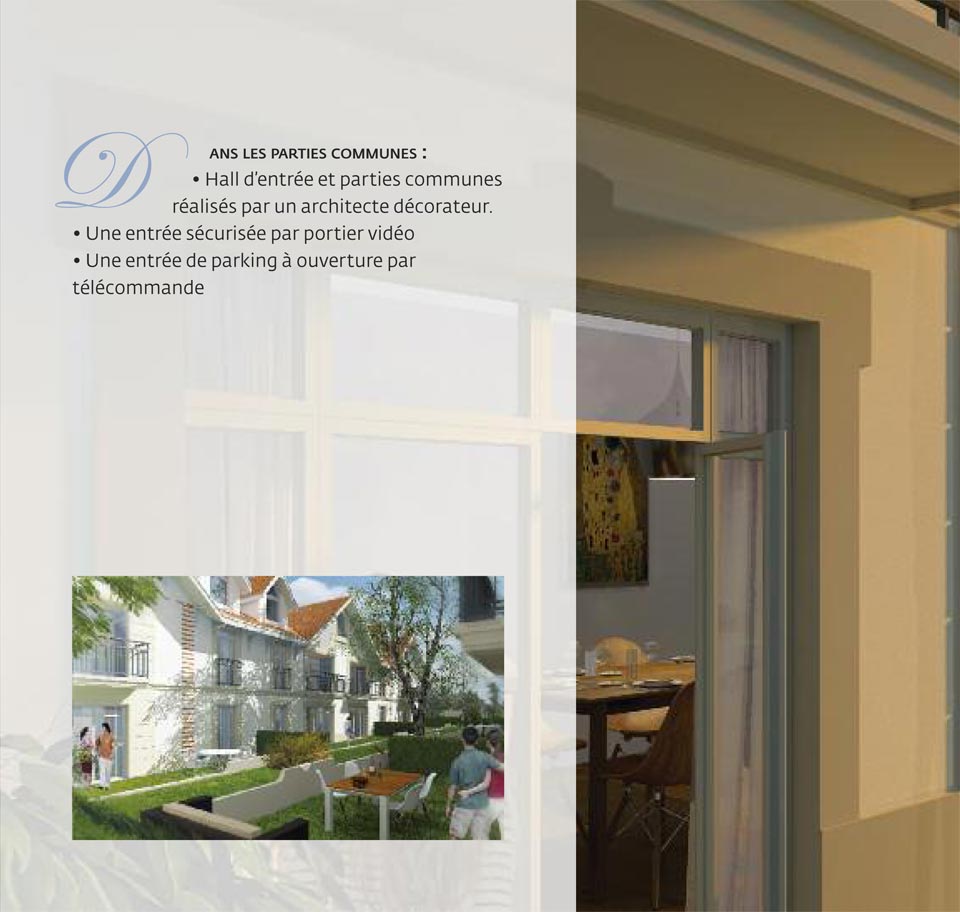 DANS LES PARTIES COMMUNES :
• Hall d’entrée et parties communes
réalisés par un architecte décorateur.
• Une entrée sécurisée par portier vidéo
• Une entrée de parking à ouverture par
télécommande